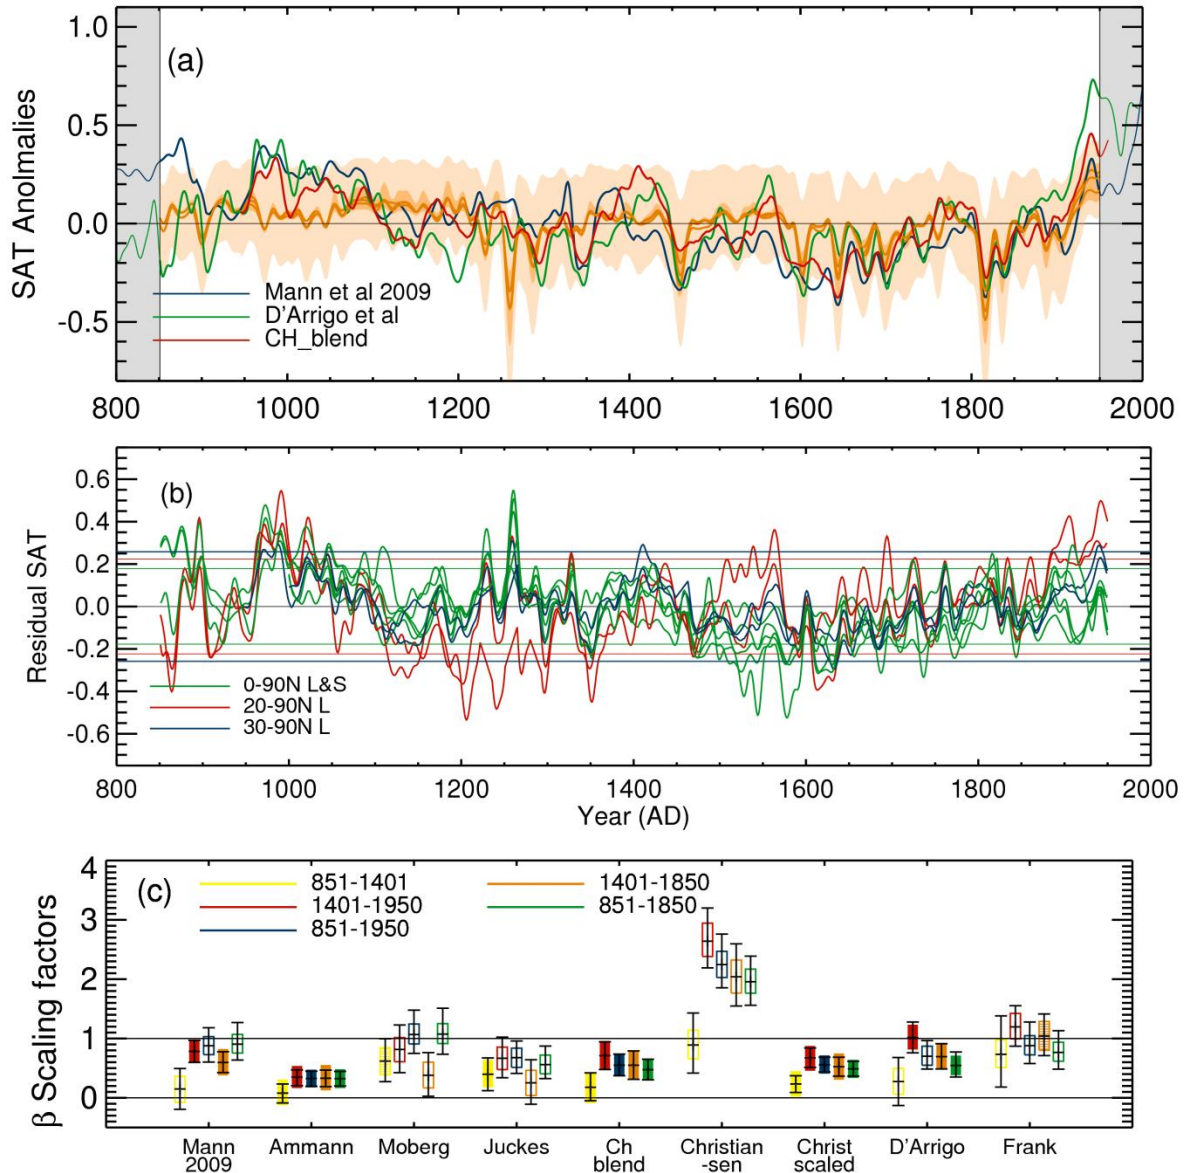 1.0
(a)
0.5
0.0
-0.5
SAT Anolmalies
Mann et al 2009
D'Arrigo et al
CH_blend
800 1000 1200 1400 1600 1800 2000
(b)
0.6
0.4
0.2
0.0
-0.2
-0.4
-0.6
Residual SAT
0-90N L&S
20-90N L
30-90N L
800 1000 1200 1400 1600 1800 2000
Year (AD)
(c)
4
3
2
1
0
β Scaling factors
851-1401
1401-1950
851-1950
1401-1850
851-1850
Mann
2009
Ammann
Moberg
Juckes
Ch
blend
Christian
-sen
Christ
scaled
D'Arrigo
Frank